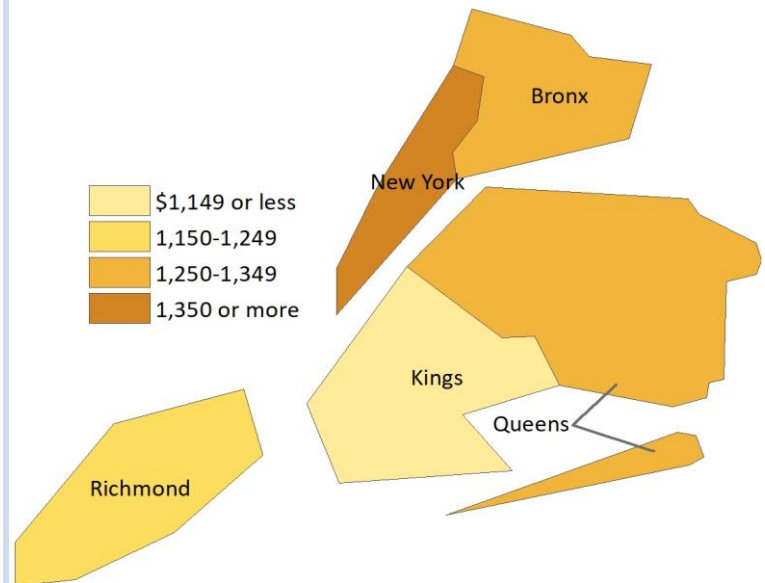 Bronx
New York
$1,149 or less
1,150-1,249
1,250-1,349
1,350 or more
Kings
Queens
Richmond